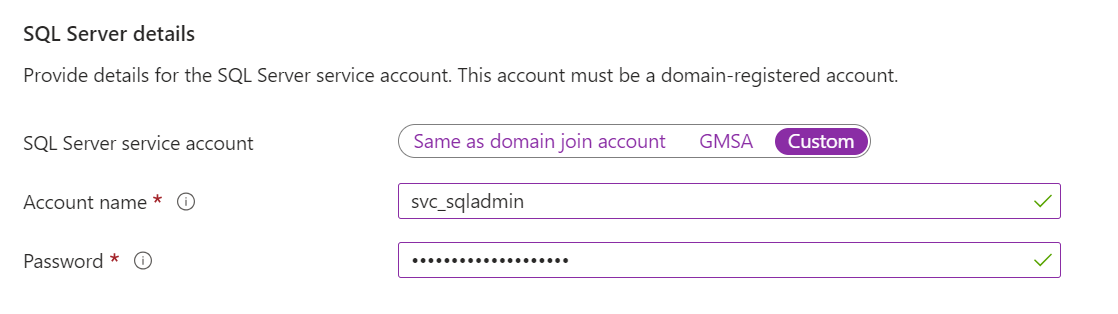 SQL Server details
Provide details for the SQL Server service account. This account must be a domain-registered account.
SQL Server service account Same as domain join account GMSA Custom
Account name * svc_sqladmin
Password * ••••••••••••••••••••